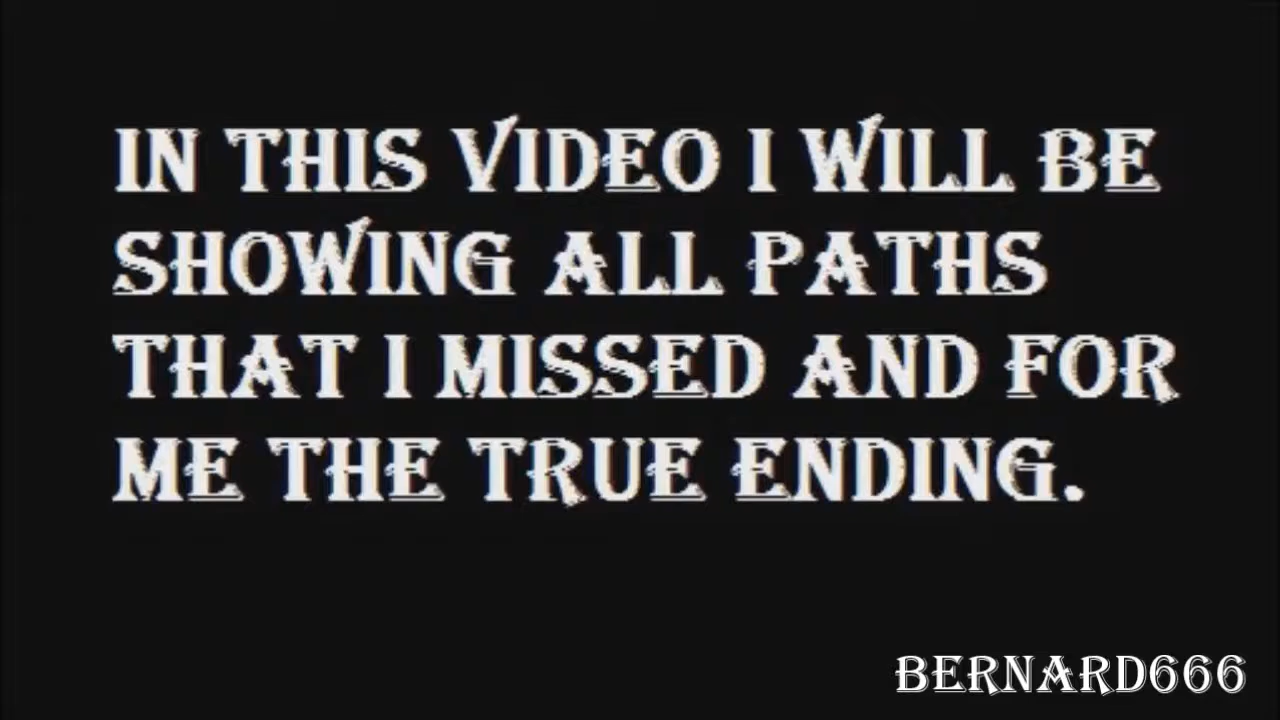 IN THIS VIDEO I WILL BE
SHOWING ALL PATHS
THAT I MISSED AND FOR
ME THE TRUE ENDING.
BERNARD666